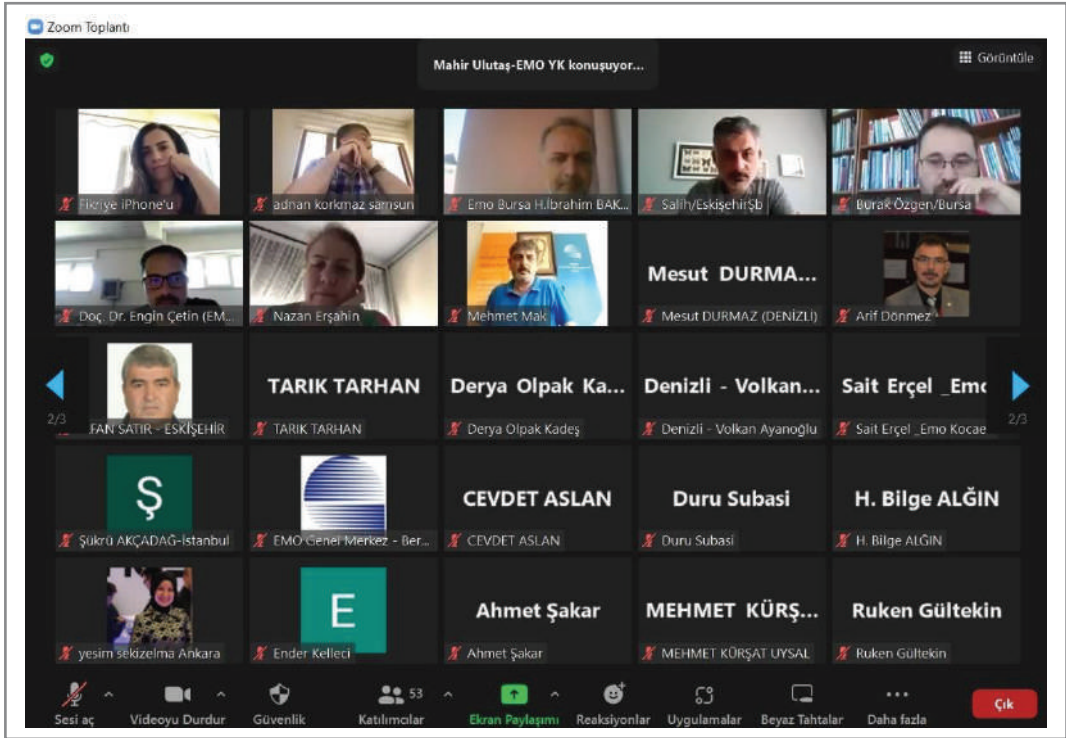 Zoom Toplantı
Mahir Ulutaş-EMO YK konuşuyor...
Görüntüle
Fikriye iPhone'u
adnan korkmaz samsun
Emo Bursa H.İbrahim BAK...
Salih/EskişehirŞb
Burak Özgen/Bursa
Mesut DURMA...
Doç. Dr. Engin Çetin (EM...
Nazan Erşahin
Mehmet Mak
Mesut DURMAZ (DENİZLİ)
Arif Dönmez
TARIK TARHAN
Derya Olpak Ka...
Denizli - Volkan...
Sait Erçel _Emo
2/3
2/3
FAN SATIR - ESKİŞEHİR
TARIK TARHAN
Derya Olpak Kadeş
Denizli - Volkan Ayanoğlu
Sait Erçel _Emo Kocae
Ş
CEVDET ASLAN
Duru Subasi
H. Bilge ALĞIN
Şükrü AKÇADAĞ-İstanbul
EMO Genel Merkez - Ber...
CEVDET ASLAN
Duru Subasi
H. Bilge ALĞIN
E
Ahmet Şakar
MEHMET KÜRŞ...
Ruken Gültekin
yesim sekizelma Ankara
Ender Kelleci
Ahmet Şakar
MEHMET KÜRŞAT UYSAL
Ruken Gültekin
53
Sesi aç
Videoyu Durdur
Güvenlik
Katılımcılar
Ekran Paylaşımı
Reaksiyonlar
Uygulamalar
Beyaz Tahtalar
Daha fazla
Çık